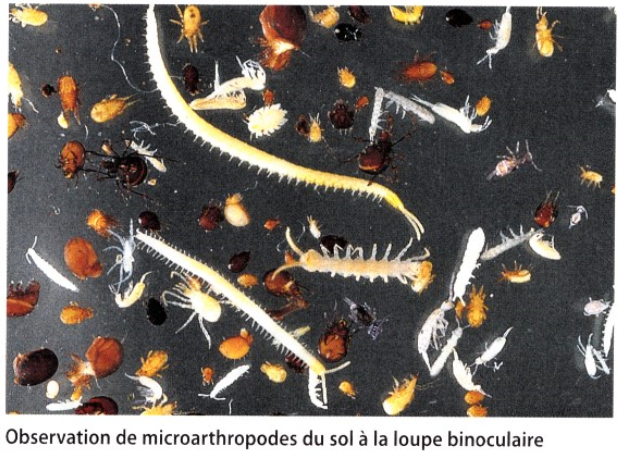 Observation de microarthropodes du sol à la loupe binoculaire